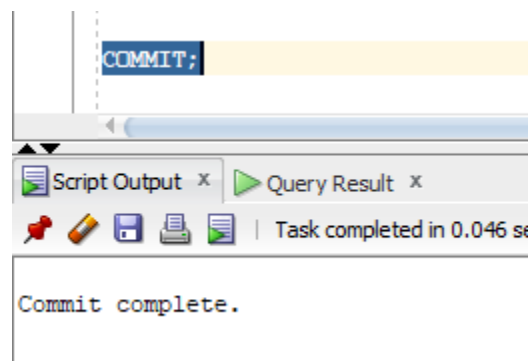 COMMIT;
Script Output x Query Result x
Task completed in 0.046 se
Commit complete.